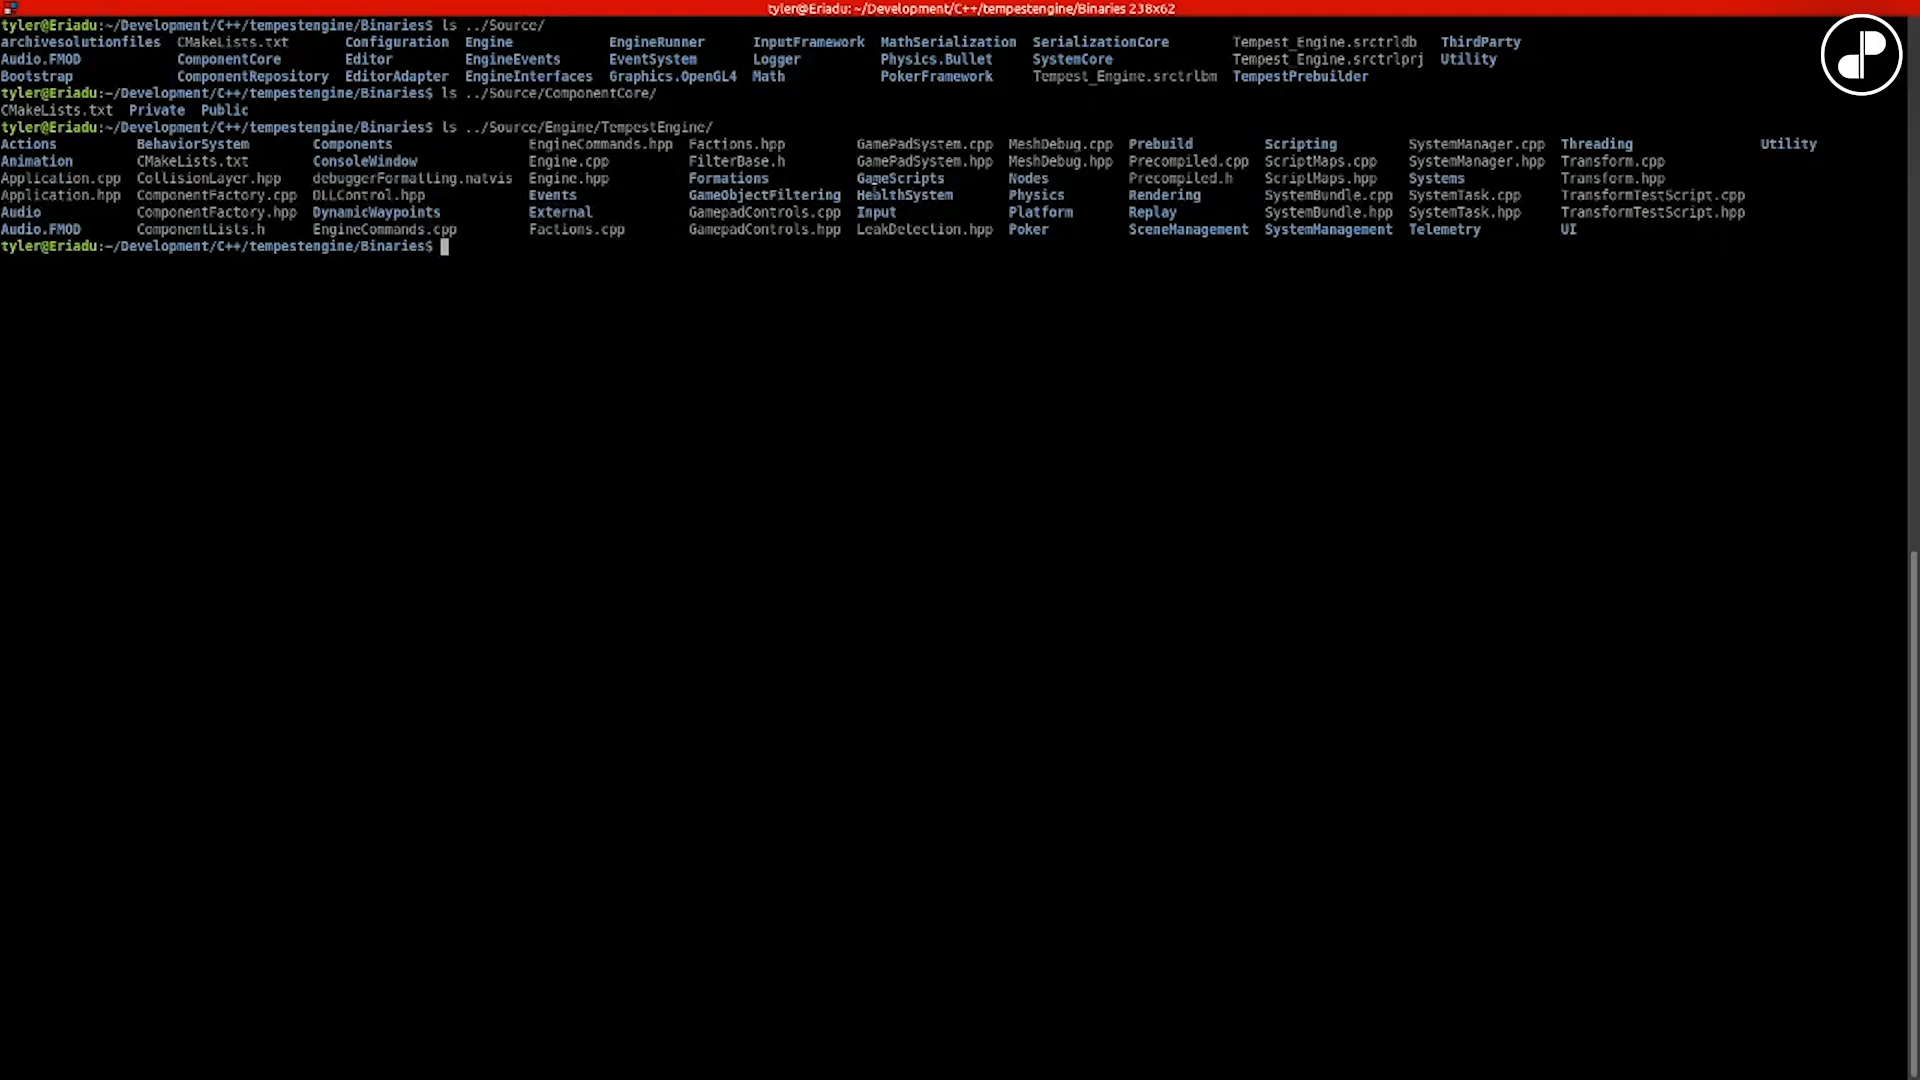 tyler@Eriadu: ~/Development/C++/tempestengine/Binaries 238x62
tyler@Eriadu:~/Development/C++/tempestengine/Binaries$ ls ../Source/
archivesolutionfiles CMakeLists.txt Configuration Engine EngineRunner InputFramework MathSerialization SerializationCore Tempest_Engine.srctrldb ThirdParty
Audio.FMOD ComponentCore Editor EngineEvents EventSystem Logger Physics.Bullet SystemCore Tempest_Engine.srctrlprj Utility
Bootstrap ComponentRepository EditorAdapter EngineInterfaces Graphics.OpenGL4 Math PokerFramework Tempest_Engine.srctrlbm TempestPrebuilder
tyler@Eriadu:~/Development/C++/tempestengine/Binaries$ ls ../Source/ComponentCore/
CMakeLists.txt Private Public
tyler@Eriadu:~/Development/C++/tempestengine/Binaries$ ls ../Source/Engine/TempestEngine/
Actions BehaviorSystem Components EngineCommands.hpp Factions.hpp GamePadSystem.cpp MeshDebug.cpp Prebuild Scripting SystemManager.cpp Threading Utility
Animation CMakeLists.txt ConsoleWindow Engine.cpp FilterBase.h GamePadSystem.hpp MeshDebug.hpp Precompiled.cpp ScriptMaps.cpp SystemManager.hpp Transform.cpp
Application.cpp CollisionLayer.hpp debuggerFormatting.natvis Engine.hpp Formations GameScripts Nodes Precompiled.h ScriptMaps.hpp Systems Transform.hpp
Application.hpp ComponentFactory.cpp DLLControl.hpp Events GameObjectFiltering HealthSystem Physics Rendering SystemBundle.cpp SystemTask.cpp TransformTestScript.cpp
Audio ComponentFactory.hpp DynamicWaypoints External GamepadControls.cpp Input Platform Replay SystemBundle.hpp SystemTask.hpp TransformTestScript.hpp
Audio.FMOD ComponentLists.h EngineCommands.cpp Factions.cpp GamepadControls.hpp LeakDetection.hpp Poker SceneManagement SystemManagement Telemetry UI
tyler@Eriadu:~/Development/C++/tempestengine/Binaries$